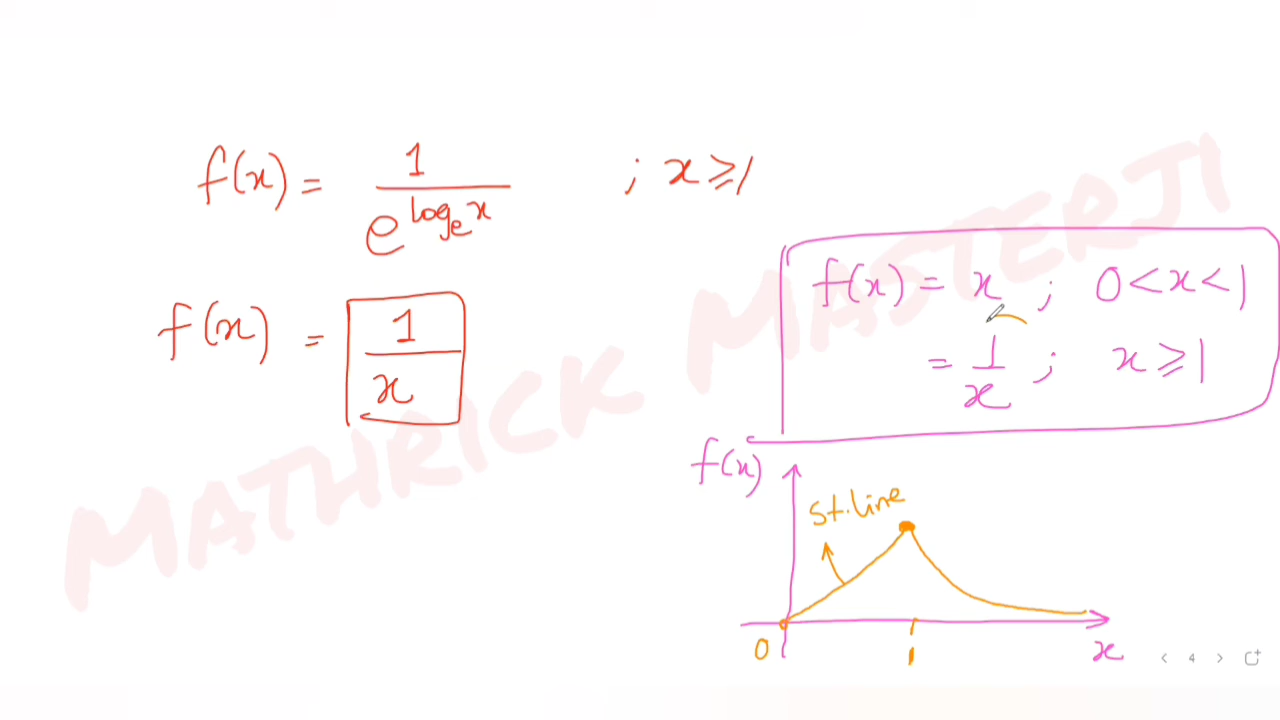 f(x) = 1 / e^(log_e x) ; x ≥ 1
f(x) = 1 / x
f(x) = x ; 0 < x < 1
= 1 / x ; x ≥ 1
f(x)
St. line
0
1
x
MATHRICK MASTERJI
< 4 >